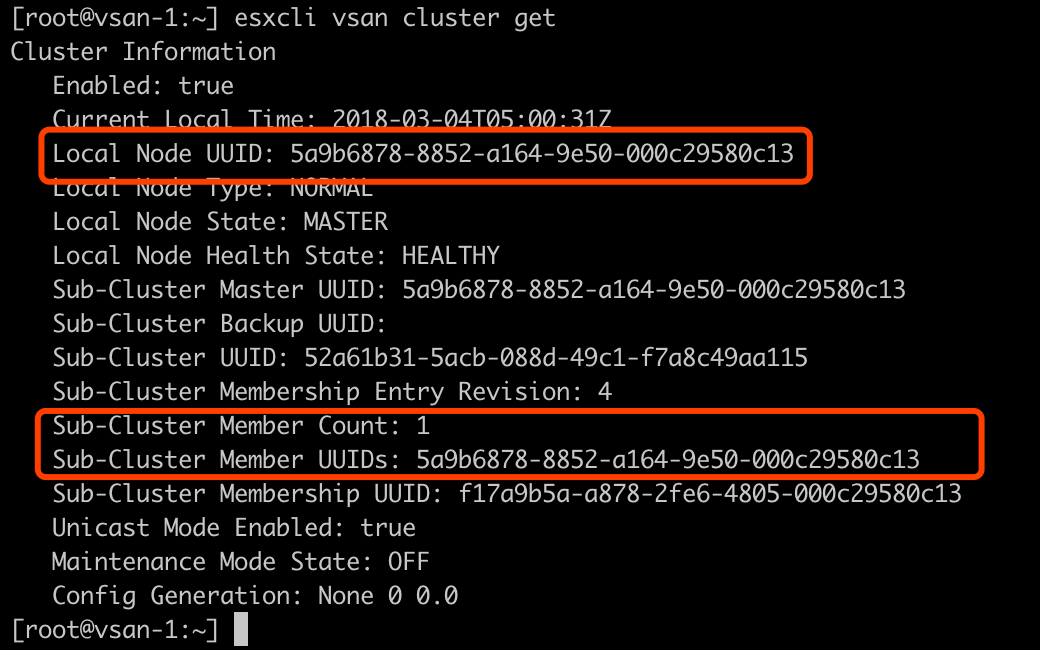 [root@vsan-1:~] esxcli vsan cluster get
Cluster Information
Enabled: true
Current Local Time: 2018-03-04T05:00:31Z
Local Node UUID: 5a9b6878-8852-a164-9e50-000c29580c13
Local Node Type: NORMAL
Local Node State: MASTER
Local Node Health State: HEALTHY
Sub-Cluster Master UUID: 5a9b6878-8852-a164-9e50-000c29580c13
Sub-Cluster Backup UUID:
Sub-Cluster UUID: 52a61b31-5acb-088d-49c1-f7a8c49aa115
Sub-Cluster Membership Entry Revision: 4
Sub-Cluster Member Count: 1
Sub-Cluster Member UUIDs: 5a9b6878-8852-a164-9e50-000c29580c13
Sub-Cluster Membership UUID: f17a9b5a-a878-2fe6-4805-000c29580c13
Unicast Mode Enabled: true
Maintenance Mode State: OFF
Config Generation: None 0 0.0
[root@vsan-1:~]